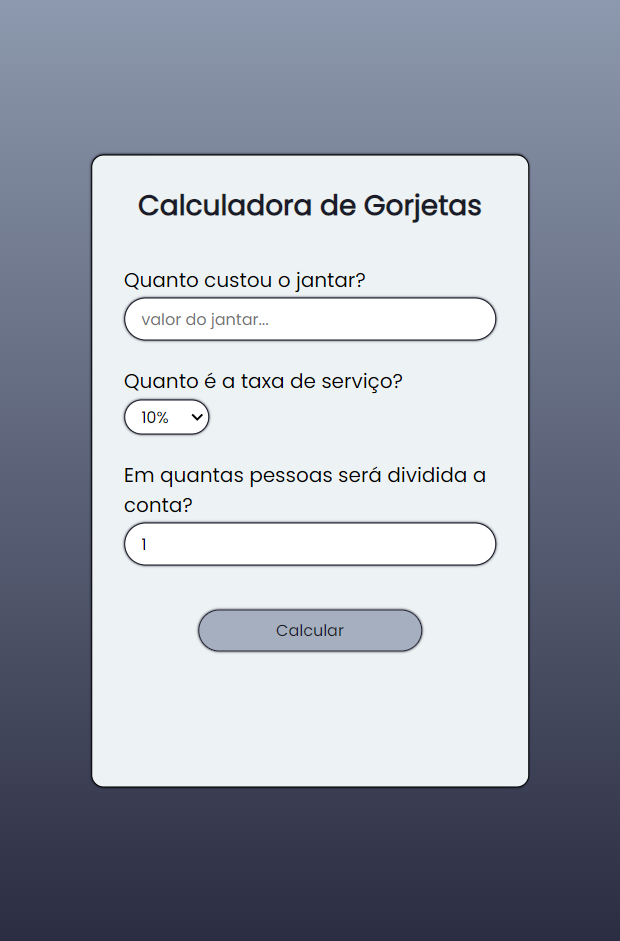 Calculadora de Gorjetas
Quanto custou o jantar?
valor do jantar...
Quanto é a taxa de serviço?
10%
Em quantas pessoas será dividida a
conta?
1
Calcular